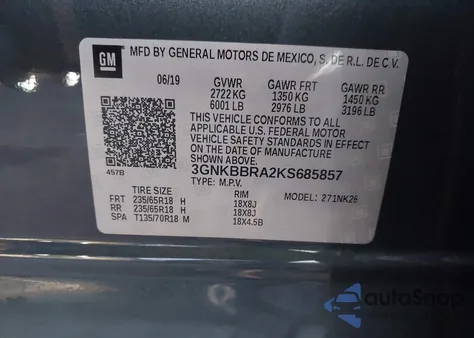 GM
MFD BY GENERAL MOTORS DE MEXICO, S. DE R.L. DE C.V.
06/19 GVWR GAWR FRT GAWR RR
2722 KG 1350 KG 1450 KG
6001 LB 2976 LB 3196 LB
THIS VEHICLE CONFORMS TO ALL
APPLICABLE U.S. FEDERAL MOTOR
VEHICLE SAFETY STANDARDS IN EFFECT ON
THE DATE OF MANUFACTURE SHOWN ABOVE.
3GNKBBRA2KS685857
457B TYPE: M.P.V. MODEL: 271NK26
TIRE SIZE RIM
FRT 235/65R18 H 18X8J
RR 235/65R18 H 18X8J
SPA T135/70R18 M 18X4.5B
autoSnap